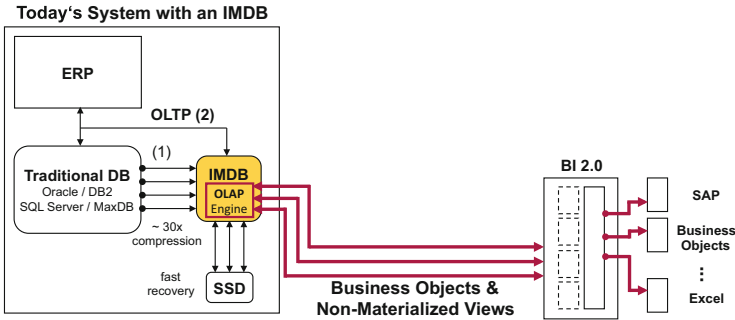 Today's System with an IMDB
ERP
OLTP (2)
(1)
Traditional DB
Oracle / DB2
SQL Server / MaxDB
IMDB
OLAP
Engine
~ 30x
compression
fast
recovery
SSD
Business Objects &
Non-Materialized Views
BI 2.0
SAP
Business
Objects
⋮
Excel